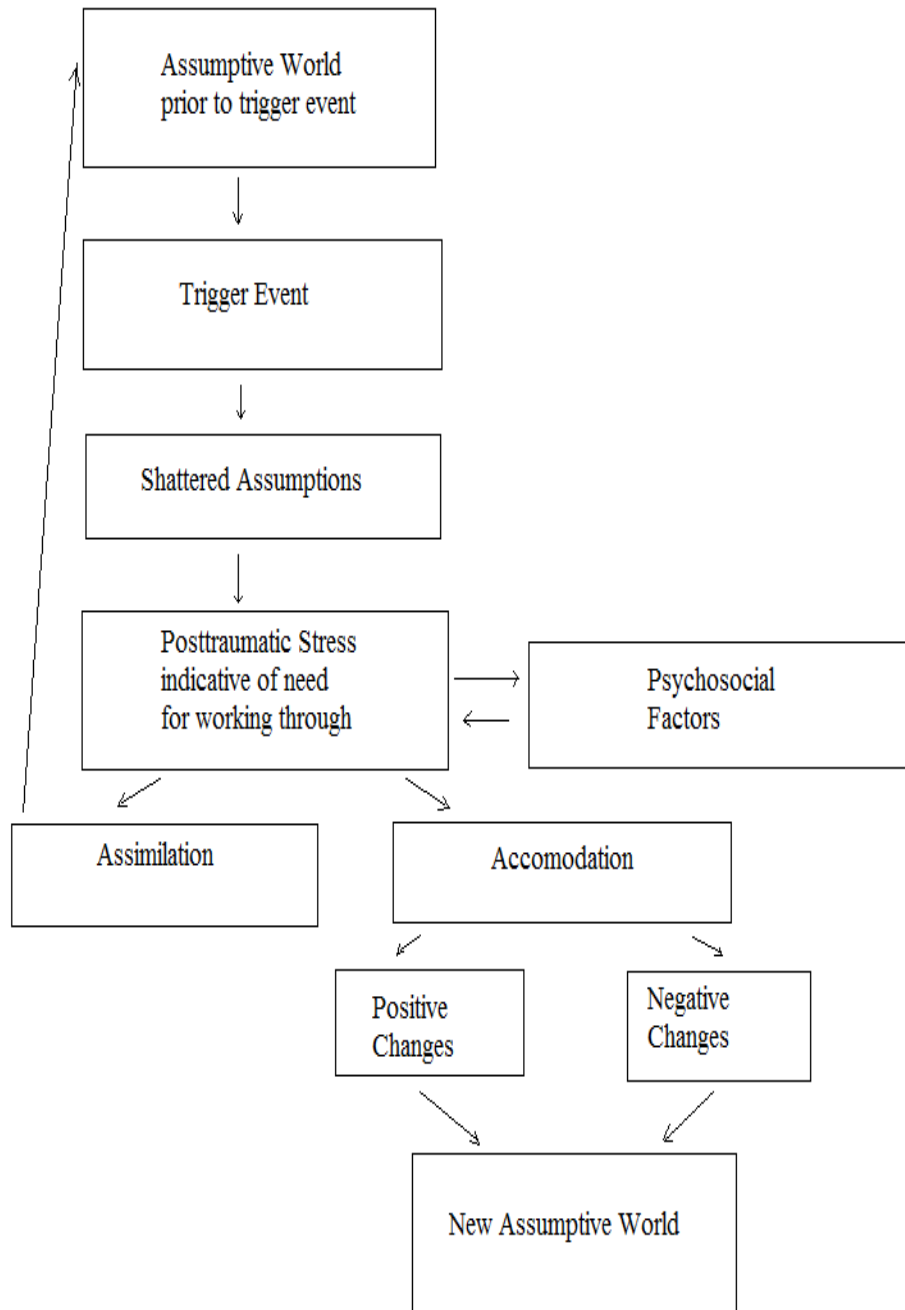 Assumptive World
prior to trigger event
Trigger Event
Shattered Assumptions
Posttraumatic Stress
indicative of need
for working through
Psychosocial
Factors
Assimilation
Accomodation
Positive
Changes
Negative
Changes
New Assumptive World